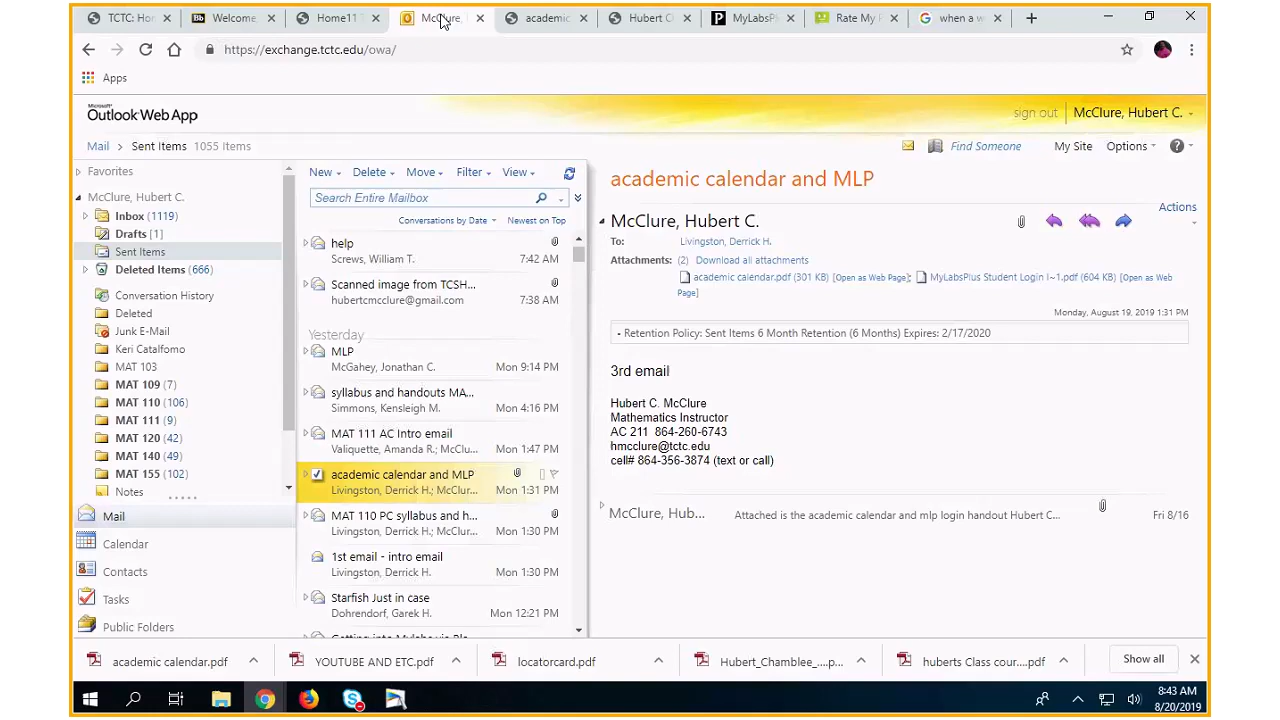 TCTC: Hor
Welcome,
Home11 T
McClure,
academic
Hubert C
MyLabsPl
Rate My P
when a w
https://exchange.tctc.edu/owa/
Apps
Microsoft
Outlook Web App
sign out
McClure, Hubert C.
Mail > Sent Items 1055 Items
Find Someone
My Site
Options
Favorites
McClure, Hubert C.
Inbox (1119)
Drafts [1]
Sent Items
Deleted Items (666)
Conversation History
Deleted
Junk E-Mail
Keri Catalfomo
MAT 103
MAT 109 (7)
MAT 110 (106)
MAT 111 (9)
MAT 120 (42)
MAT 140 (49)
MAT 155 (102)
Notes
Mail
Calendar
Contacts
Tasks
Public Folders
New Delete Move Filter View
Search Entire Mailbox
Conversations by Date Newest on Top
help
Screws, William T. 7:42 AM
Scanned image from TCSH...
hubertcmcclure@gmail.com 7:38 AM
Yesterday
MLP
McGahey, Jonathan C. Mon 9:14 PM
syllabus and handouts MA...
Simmons, Kensleigh M. Mon 4:16 PM
MAT 111 AC Intro email
Valiquette, Amanda R.; McClu... Mon 1:47 PM
academic calendar and MLP
Livingston, Derrick H.; McClur... Mon 1:31 PM
MAT 110 PC syllabus and h...
Livingston, Derrick H.; McClur... Mon 1:30 PM
1st email - intro email
Livingston, Derrick H. Mon 1:30 PM
Starfish Just in case
Dohrendorf, Garek H. Mon 12:21 PM
academic calendar and MLP
McClure, Hubert C.
Actions
To: Livingston, Derrick H.
Attachments: (2) Download all attachments
academic calendar.pdf (301 KB) [Open as Web Page]; MyLabsPlus Student Login I~1.pdf (604 KB) [Open as Web
Page]
Monday, August 19, 2019 1:31 PM
• Retention Policy: Sent Items 6 Month Retention (6 Months) Expires: 2/17/2020
3rd email
Hubert C. McClure
Mathematics Instructor
AC 211 864-260-6743
hmcclure@tctc.edu
cell# 864-356-3874 (text or call)
McClure, Hub... Attached is the academic calendar and mlp login handout Hubert C... Fri 8/16
academic calendar.pdf
YOUTUBE AND ETC.pdf
locatorcard.pdf
Hubert_Chamblee_....pdf
huberts Class cour....pdf
Show all
8:43 AM
8/20/2019